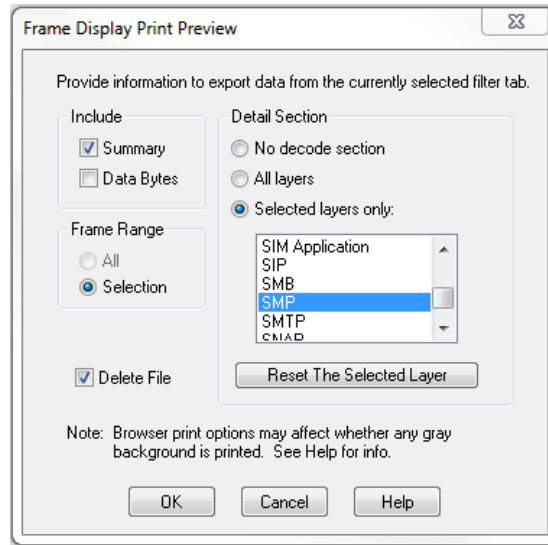 Frame Display Print Preview
Provide information to export data from the currently selected filter tab.
Include
Summary
Data Bytes
Frame Range
All
Selection
Delete File
Detail Section
No decode section
All layers
Selected layers only:
SIM Application
SIP
SMB
SMP
SMTP
SNAP
Reset The Selected Layer
Note: Browser print options may affect whether any gray
background is printed. See Help for info.
OK
Cancel
Help